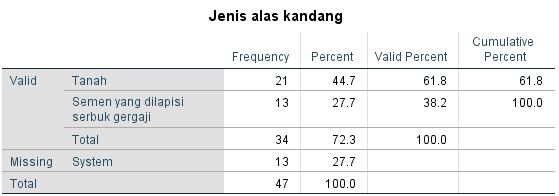 Jenis alas kandang
Frequency Percent Valid Percent Cumulative Percent
Valid Tanah 21 44.7 61.8 61.8
Semen yang dilapisi serbuk gergaji 13 27.7 38.2 100.0
Total 34 72.3 100.0
Missing System 13 27.7
Total 47 100.0